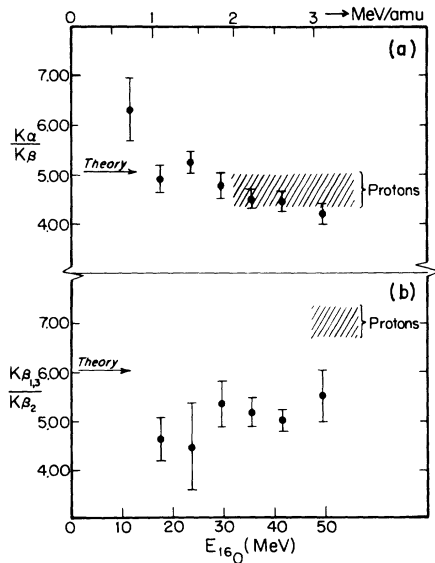 0 1 2 3 → MeV/amu
(a)
7.00
6.00
5.00
4.00
Kα
Kβ
Theory
Protons
(b)
7.00
6.00
5.00
4.00
Kβ1,3
Kβ2
Theory
Protons
0 10 20 30 40 50 60
E16O (MeV)